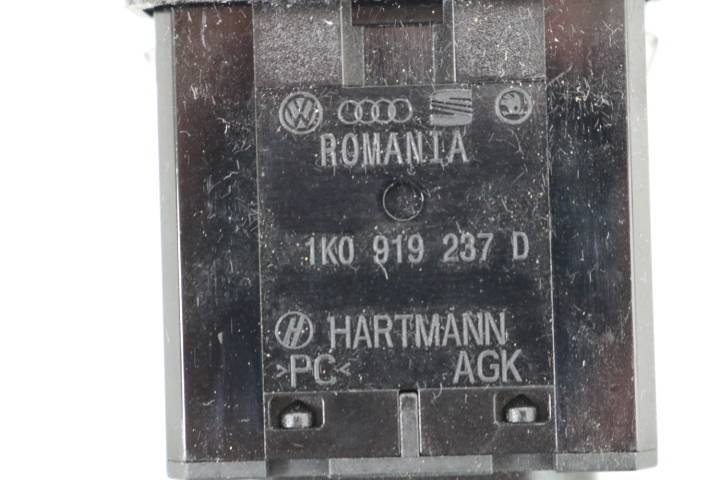 ROMANIA
1K0 919 237 D
HARTMANN
>PC< AGK